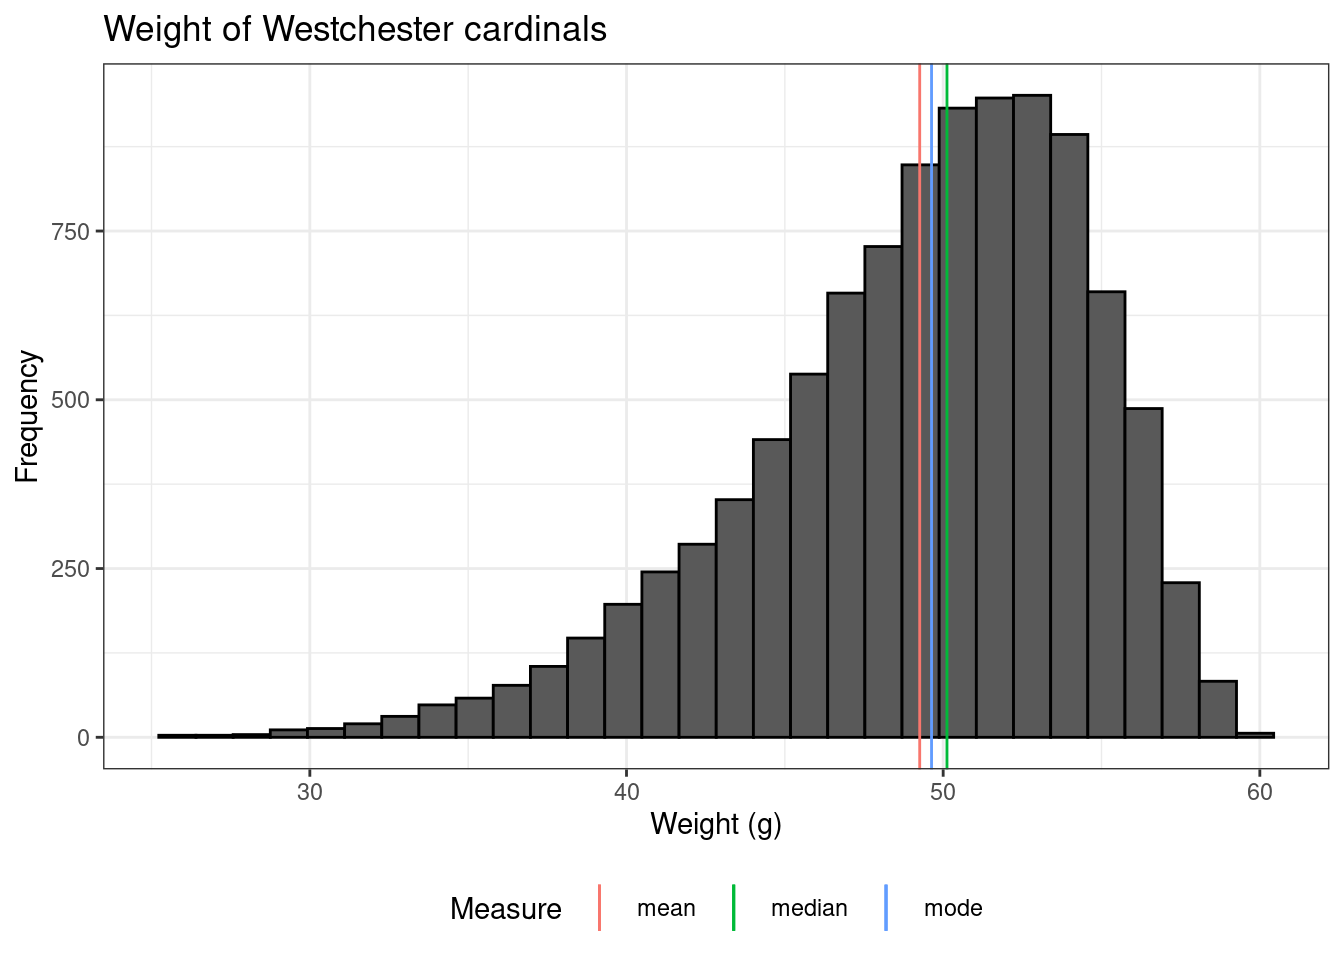 Weight of Westchester cardinals
Frequency
750
500
250
0
30 40 50 60
Weight (g)
Measure mean median mode